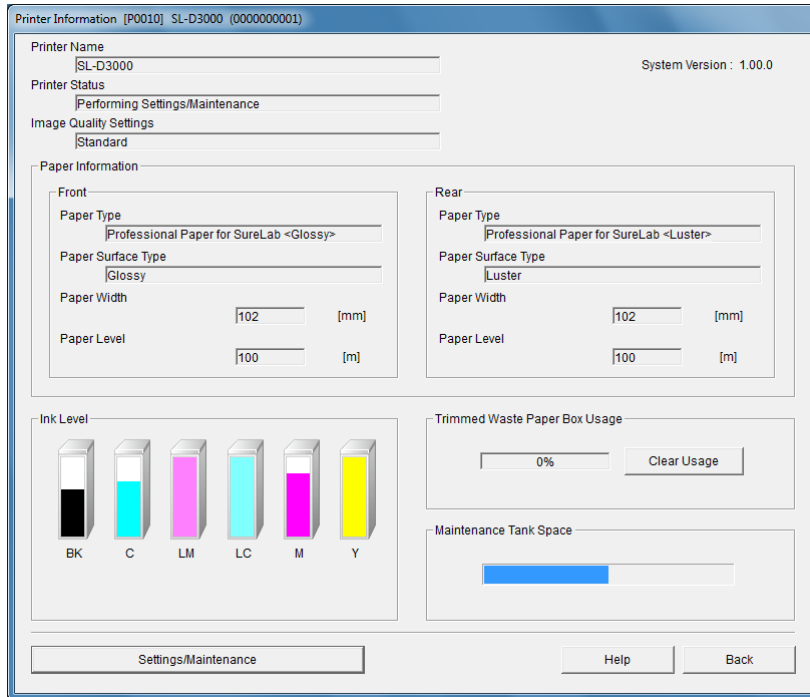 Printer Information [P0010] SL-D3000 (0000000001)
Printer Name
SL-D3000
System Version : 1.00.0
Printer Status
Performing Settings/Maintenance
Image Quality Settings
Standard
Paper Information
Front
Paper Type
Professional Paper for SureLab <Glossy>
Paper Surface Type
Glossy
Paper Width
102 [mm]
Paper Level
100 [m]
Rear
Paper Type
Professional Paper for SureLab <Luster>
Paper Surface Type
Luster
Paper Width
102 [mm]
Paper Level
100 [m]
Ink Level
BK C LM LC M Y
Trimmed Waste Paper Box Usage
0% Clear Usage
Maintenance Tank Space
Settings/Maintenance Help Back